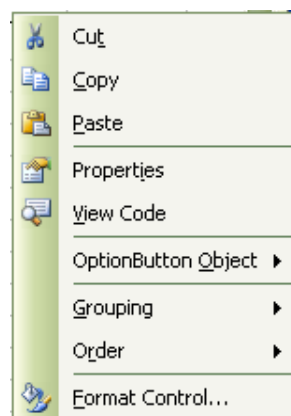 Cut
Copy
Paste
Properties
View Code
OptionButton Object
Grouping
Order
Format Control...